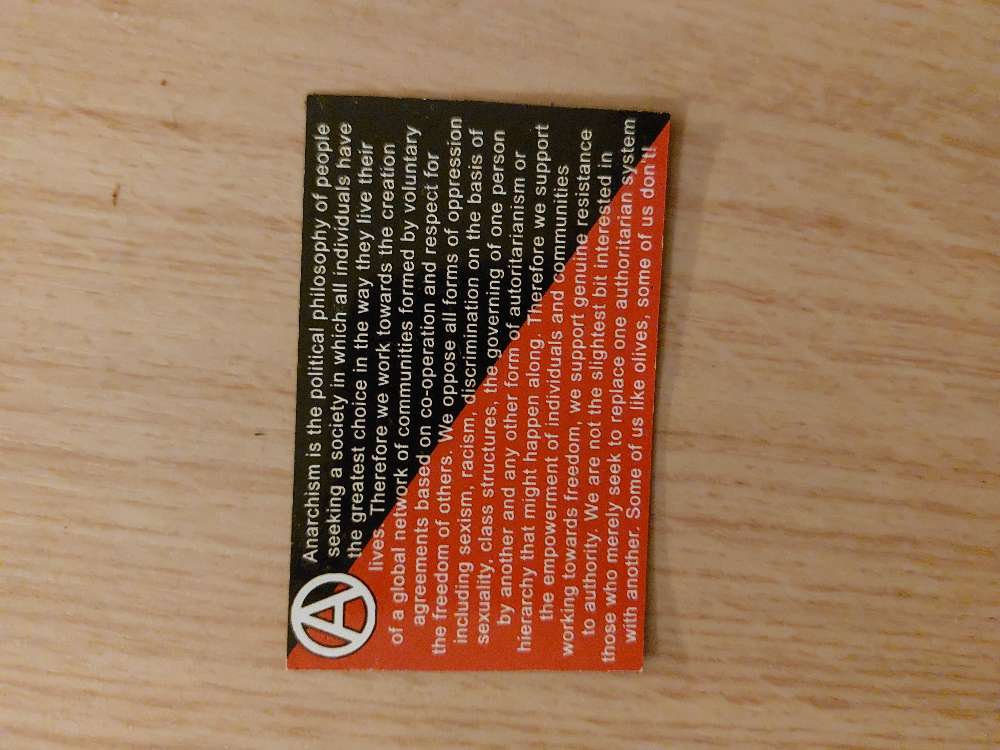 Anarchism is the political philosophy of people
seeking a society in which all individuals have
the greatest choice in the way they live their
lives. Therefore we work towards the creation
of a global network of communities formed by voluntary
agreements based on co-operation and respect for
the freedom of others. We oppose all forms of oppression
including sexism, racism, discrimination on the basis of
sexuality, class structures, the governing of one person
by another and any other form of autoritarianism or
hierarchy that might happen along. Therefore we support
the empowerment of individuals and communities
working towards freedom, we support genuine resistance
to authority. We are not the slightest bit interested in
those who merely seek to replace one authoritarian system
with another. Some of us like olives, some of us don't!